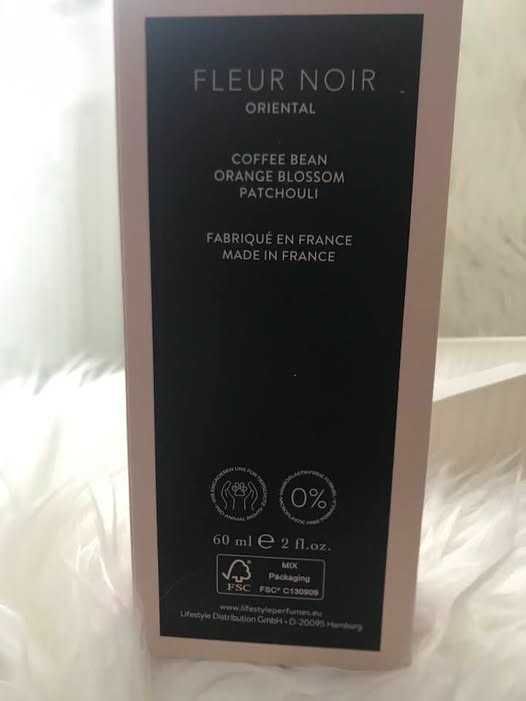 FLEUR NOIR
ORIENTAL
COFFEE BEAN
ORANGE BLOSSOM
PATCHOULI
FABRIQUÉ EN FRANCE
MADE IN FRANCE
0%
60 ml ℮ 2 fl.oz.
FSC
MIX
Packaging
FSC® C130909
www.lifestyleperfumes.eu
Lifestyle Distribution GmbH • D-20095 Hamburg